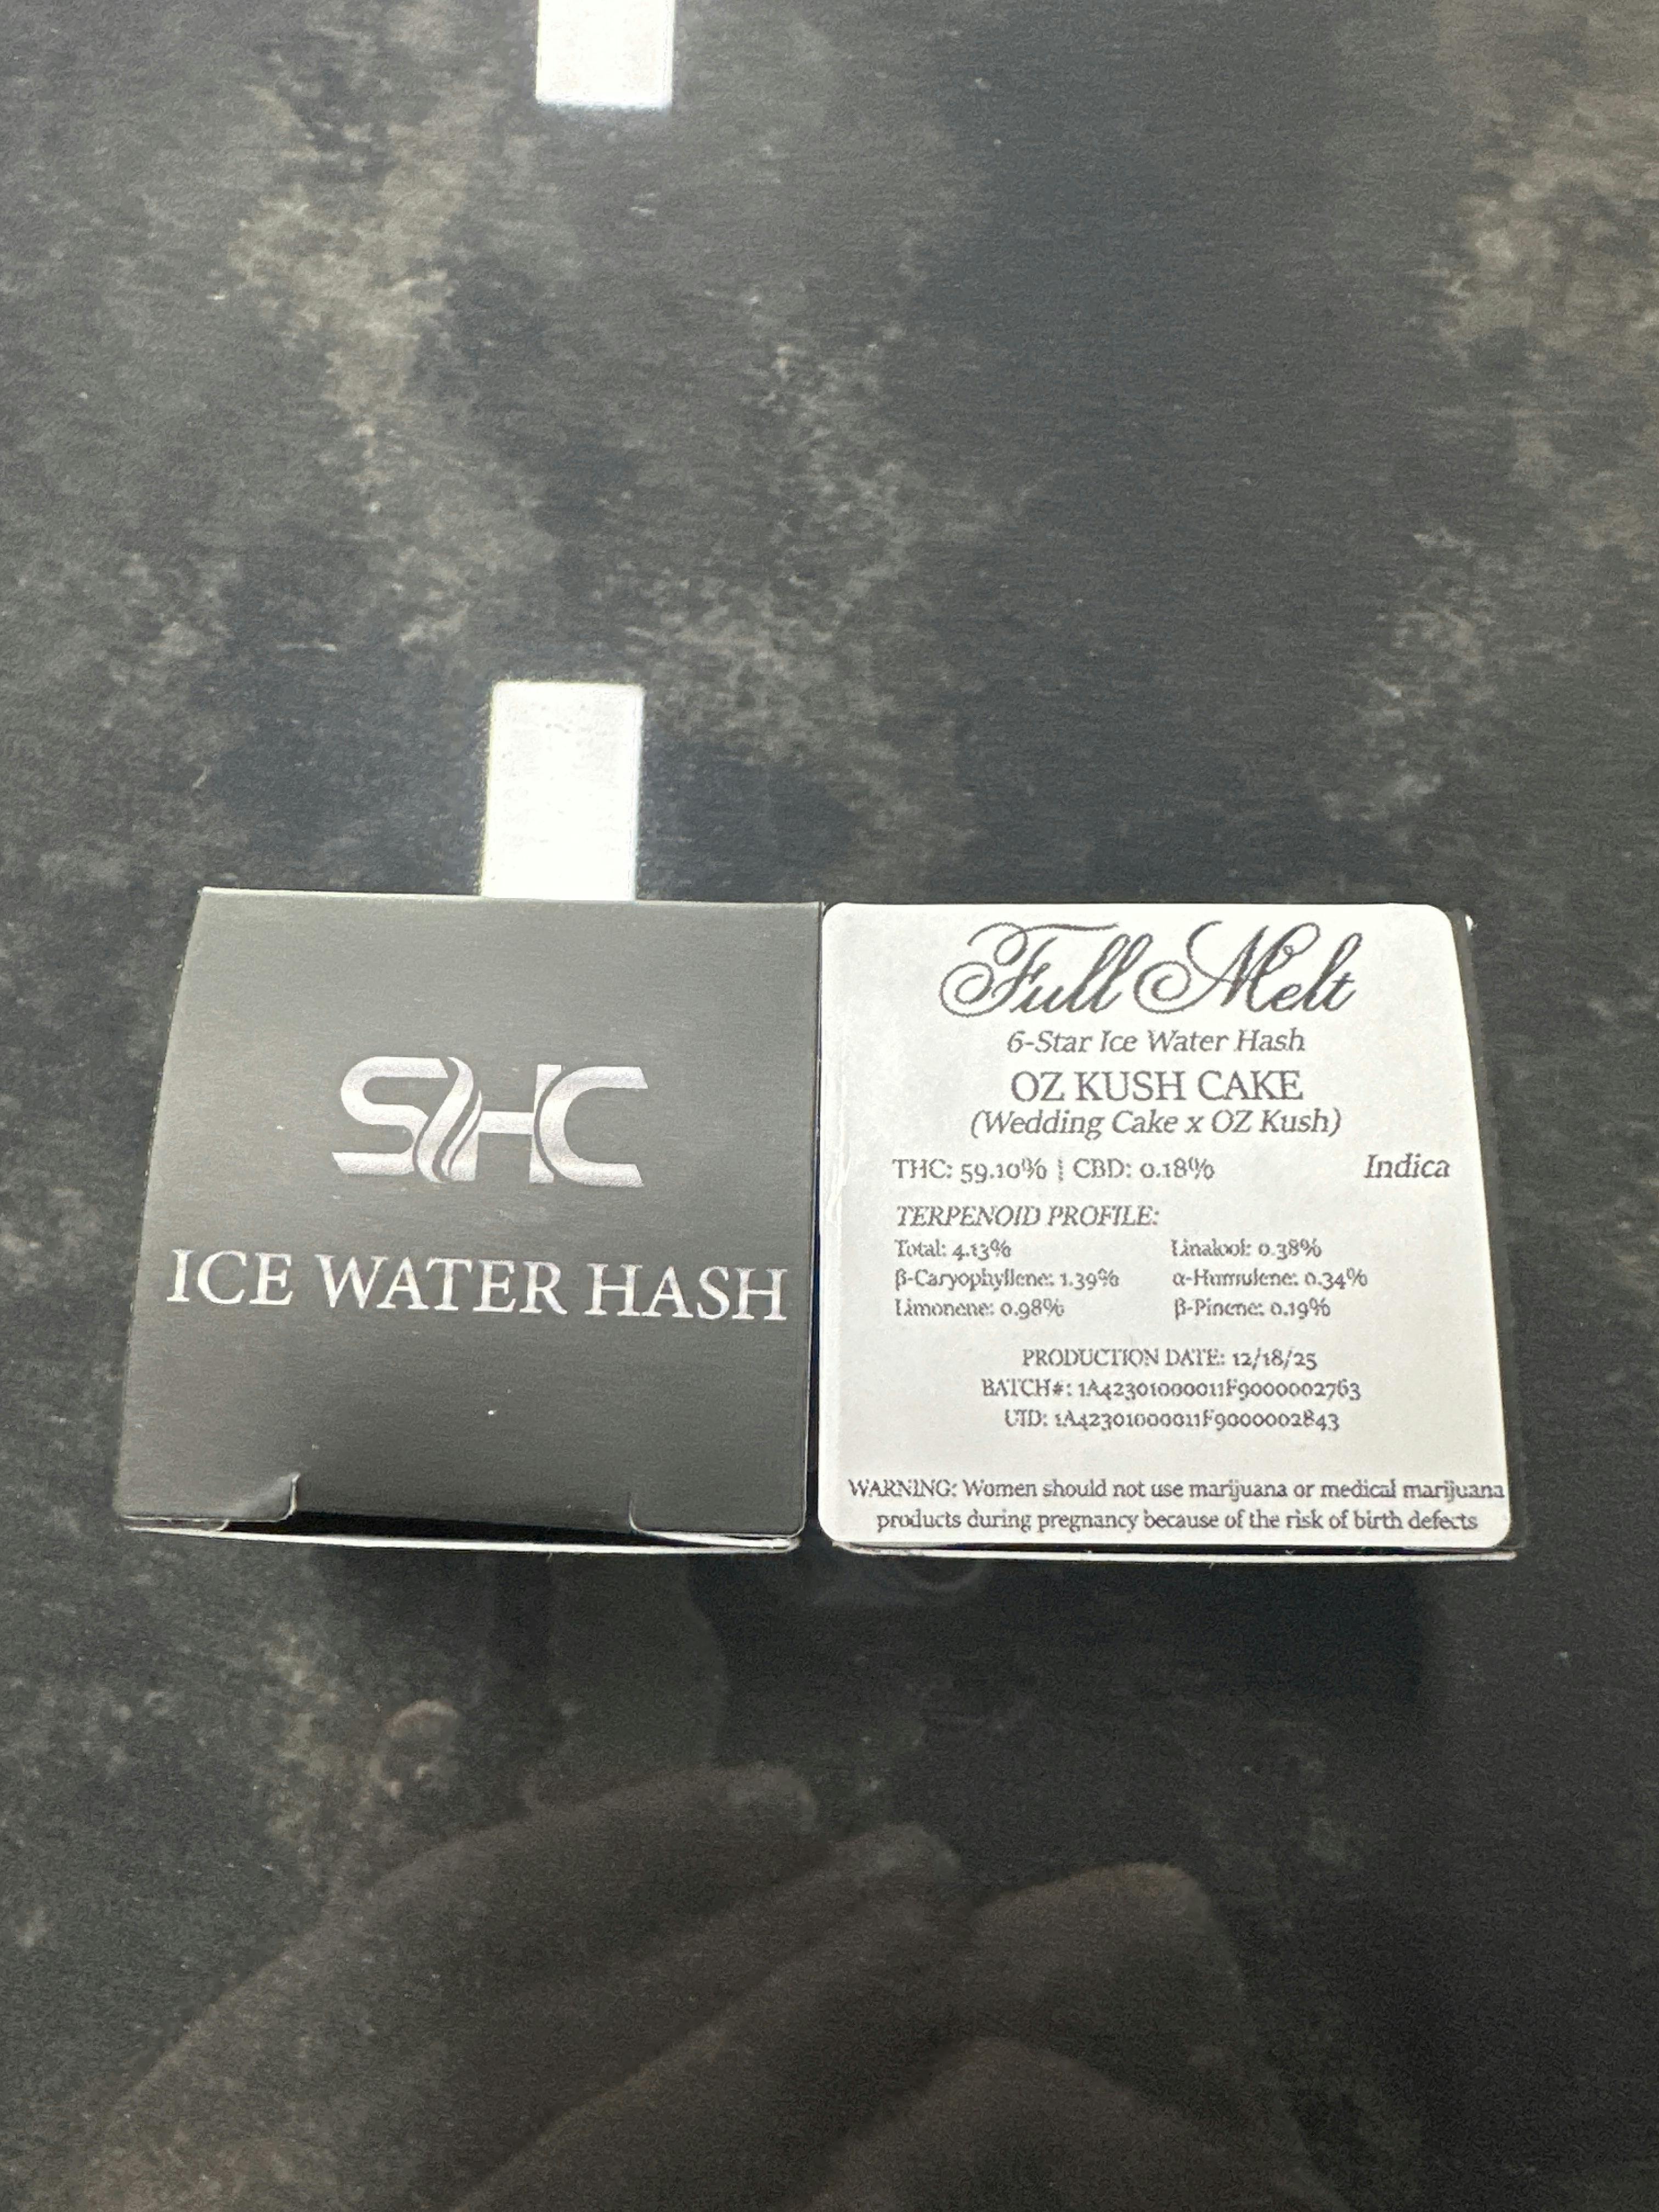 SHC
ICE WATER HASH
Full Melt
6-Star Ice Water Hash
OZ KUSH CAKE
(Wedding Cake x OZ Kush)
THC: 59.10% | CBD: 0.18% Indica
TERPENOID PROFILE:
Total: 4.13% Linalool: 0.38%
β-Caryophyllene: 1.39% α-Humulene: 0.34%
Limonene: 0.98% β-Pinene: 0.19%
PRODUCTION DATE: 12/18/25
BATCH#: 1A42301000011F9000002763
UID: 1A42301000011F9000002843
WARNING: Women should not use marijuana or medical marijuana
products during pregnancy because of the risk of birth defects